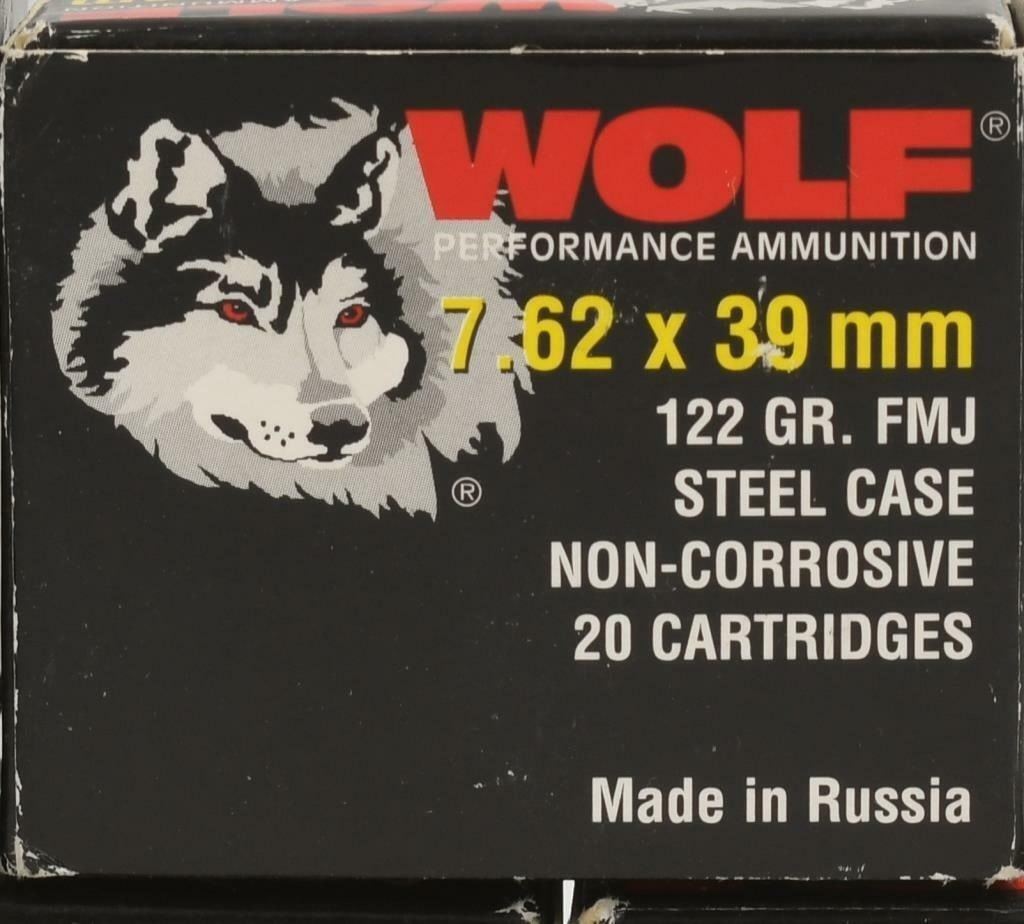 WOLF®
PERFORMANCE AMMUNITION
7.62 x 39 mm
122 GR. FMJ
STEEL CASE
®
NON-CORROSIVE
20 CARTRIDGES
Made in Russia